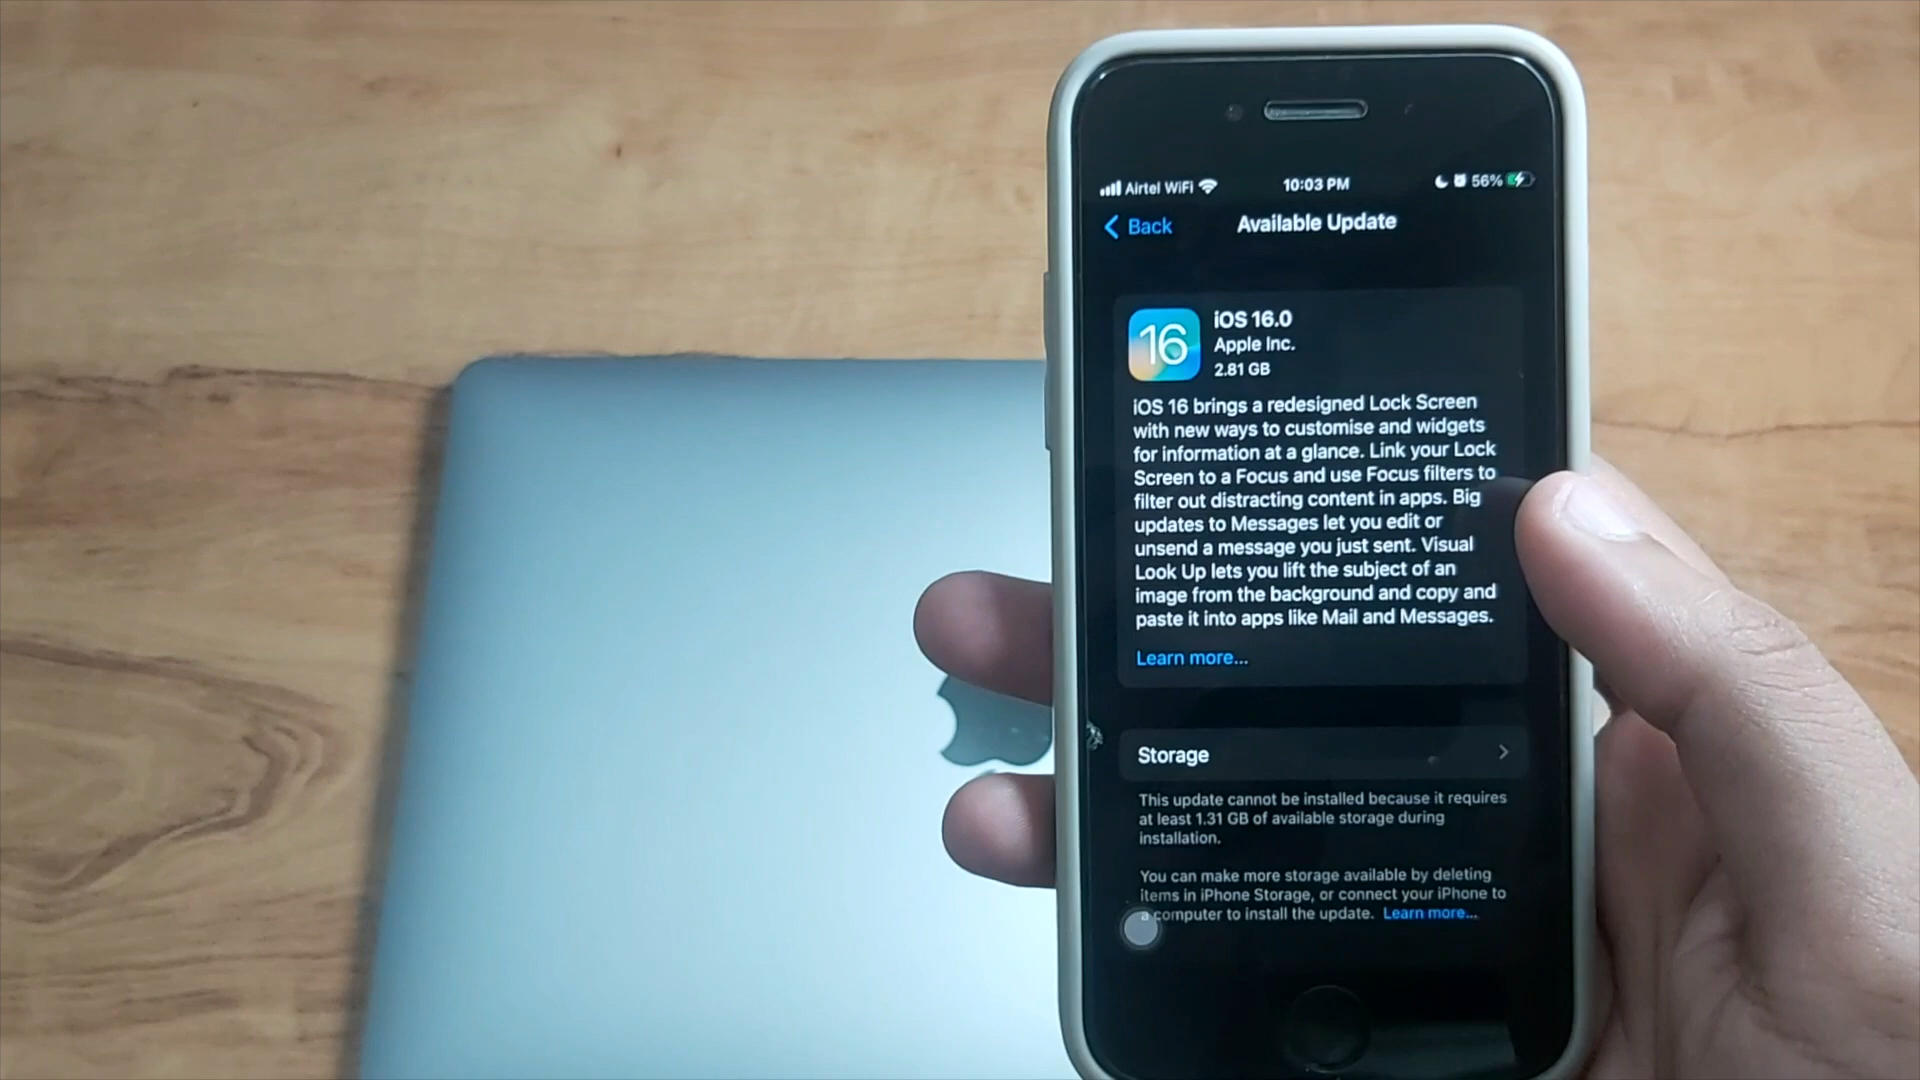 Airtel WiFi
10:03 PM
56%
Back
Available Update
16
iOS 16.0
Apple Inc.
2.81 GB
iOS 16 brings a redesigned Lock Screen
with new ways to customise and widgets
for information at a glance. Link your Lock
Screen to a Focus and use Focus filters to
filter out distracting content in apps. Big
updates to Messages let you edit or
unsend a message you just sent. Visual
Look Up lets you lift the subject of an
image from the background and copy and
paste it into apps like Mail and Messages.
Learn more...
Storage
This update cannot be installed because it requires
at least 1.31 GB of available storage during
installation.
You can make more storage available by deleting
items in iPhone Storage, or connect your iPhone to
a computer to install the update. Learn more...